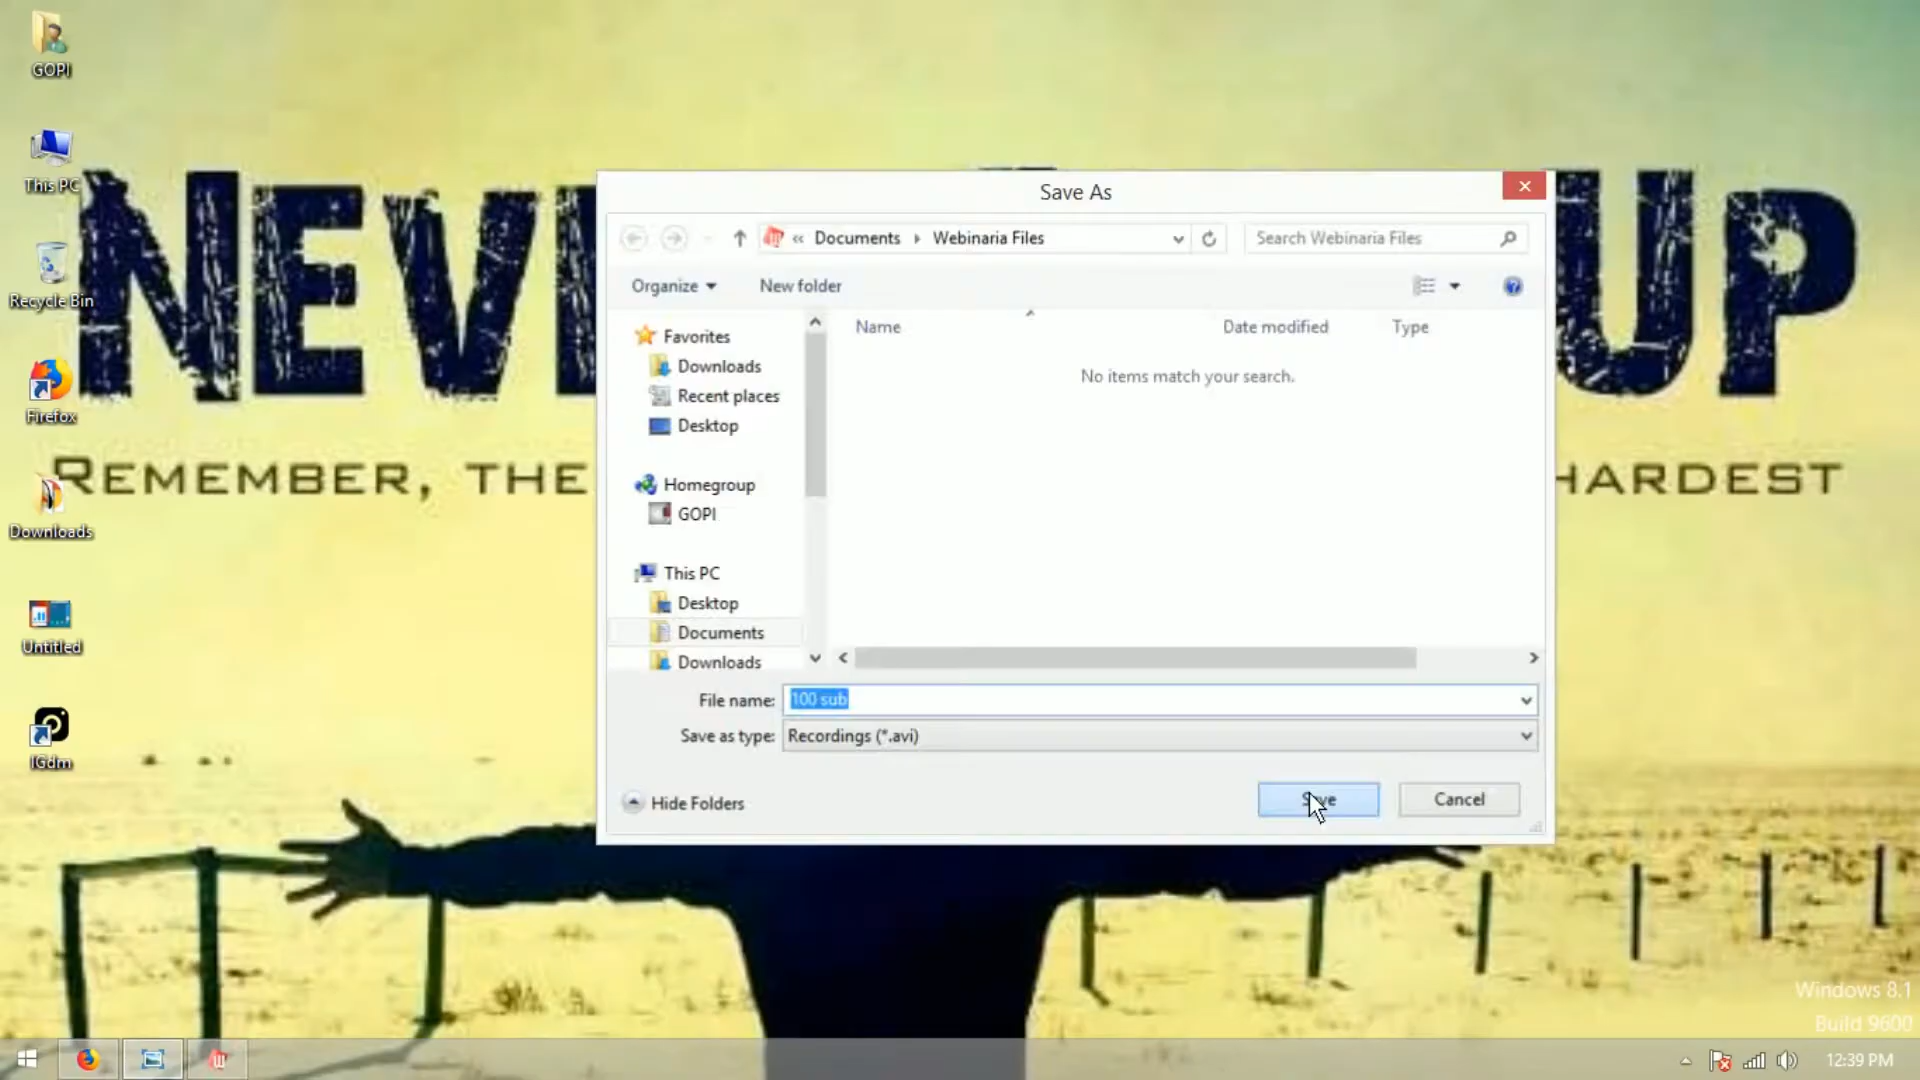 GOPI
This PC
Recycle Bin
Firefox
Downloads
Untitled
IGdm
NEV
UP
REMEMBER, THE
HARDEST
Save As
« Documents Webinaria Files
Search Webinaria Files
Organize
New folder
Name
Date modified
Type
No items match your search.
Favorites
Downloads
Recent places
Desktop
Homegroup
GOPI
This PC
Desktop
Documents
Downloads
File name: 100 sub
Save as type: Recordings (*.avi)
Hide Folders
Save
Cancel
Windows 8.1
Build 9600
12:39 PM